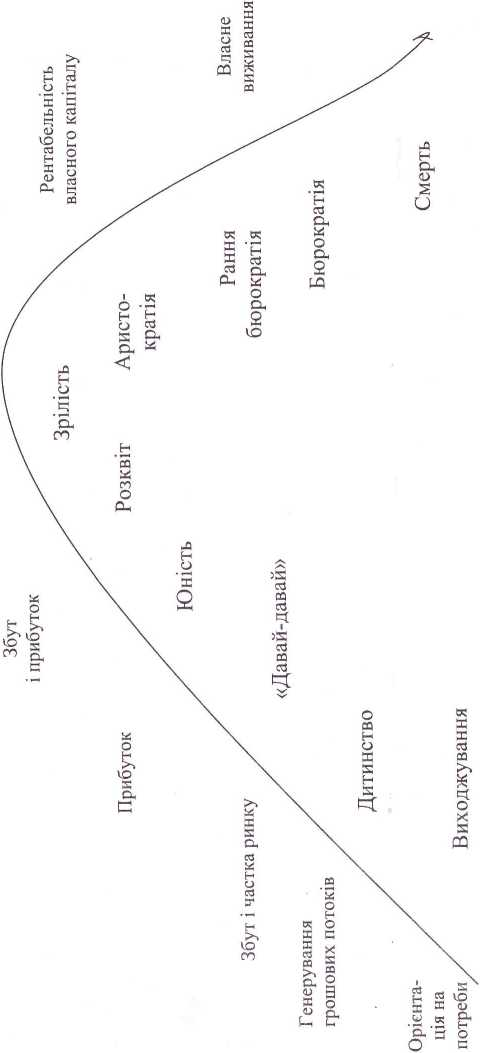 Збут
і прибуток
Рентабельність
власного капіталу
Зрілість
Прибуток
Розквіт
Аристо-
кратія
Юність
Власне
виживання
Рання
бюрократія
Збут і частка ринку
«Давай-давай»
Генерування
грошових потоків
Бюрократія
Дитинство
Орієнта-
ція на
потреби
Смерть
Виходжування